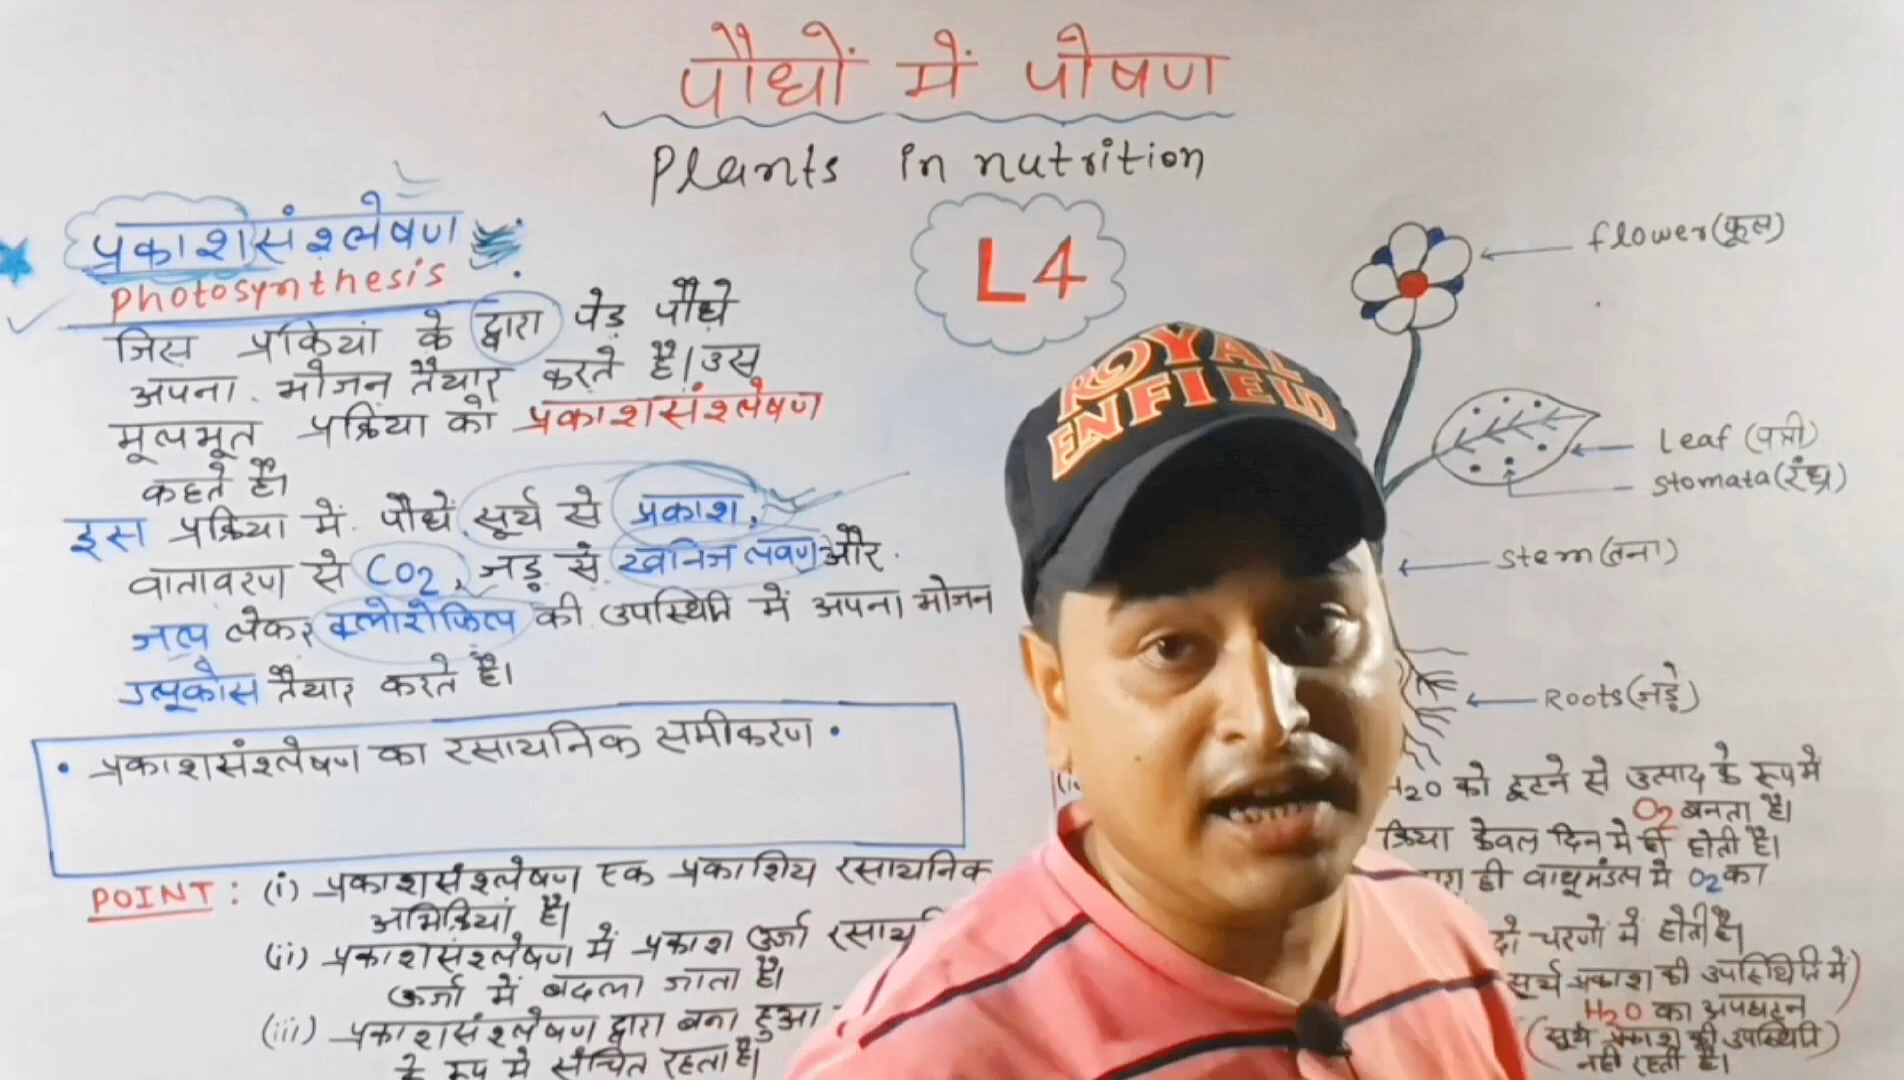 पौधों में पोषण
Plants in nutrition
L4
प्रकाशसंश्लेषण
Photosynthesis
जिस प्रकियां के द्वारा पेड़ पौधे
अपना भोजन तैयार करते है। उस
मूलभूत प्रक्रिया को प्रकाशसंश्लेषण
कहते है।
इस प्रक्रिया में पौधें सूर्य से प्रकाश,
वातावरण से CO2, जड़ सें खनिज लवण और
जल लेकर क्लोरोफिल्प की उपस्थिति में अपना भोजन
ग्लूकोस तैयार करते है।
• प्रकाशसंश्लेषण का रसायनिक समीकरण •
POINT : (i) प्रकाशसंश्लेषण एक प्रकाशिय रसायनिक
अभिक्रियां है।
(ii) प्रकाशसंश्लेषण में प्रकाश उर्जा
ऊर्जा में बदला जाता है।
(iii) प्रकाशसंश्लेषण द्वारा बना हुआ
के रूप मे संचित रहता है।
flower (फूल)
Leaf (पत्ती)
Stomata (रंध्र)
Stem (तना)
Roots (जड़े)
H2O को टूटने से उत्पाद के रूप मे
O2 बनता है।
क्रिया केवल दिन मे ही होती है।
ही वायूमंडल मे O2 का
दो चरणो में होती है
सूर्य प्रकाश की उपस्थिति में)
H2O का अपघटन
(सूर्य प्रकाश की उपस्थिति)
नही रहती है।
ROYAL
ENFIELD